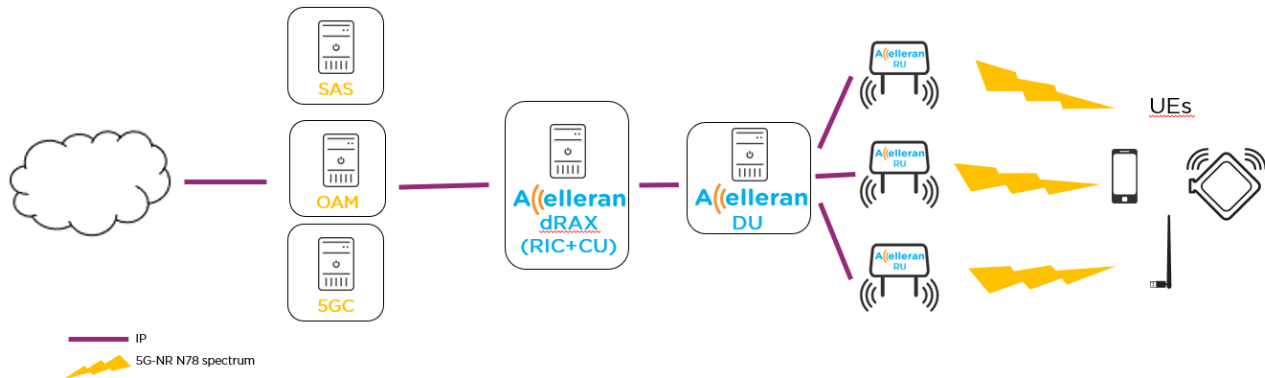 SAS
OAM
5GC
Accelleran
dRAX
(RIC+CU)
Accelleran
DU
Accelleran
RU
Accelleran
RU
Accelleran
RU
UEs
IP
5G-NR N78 spectrum